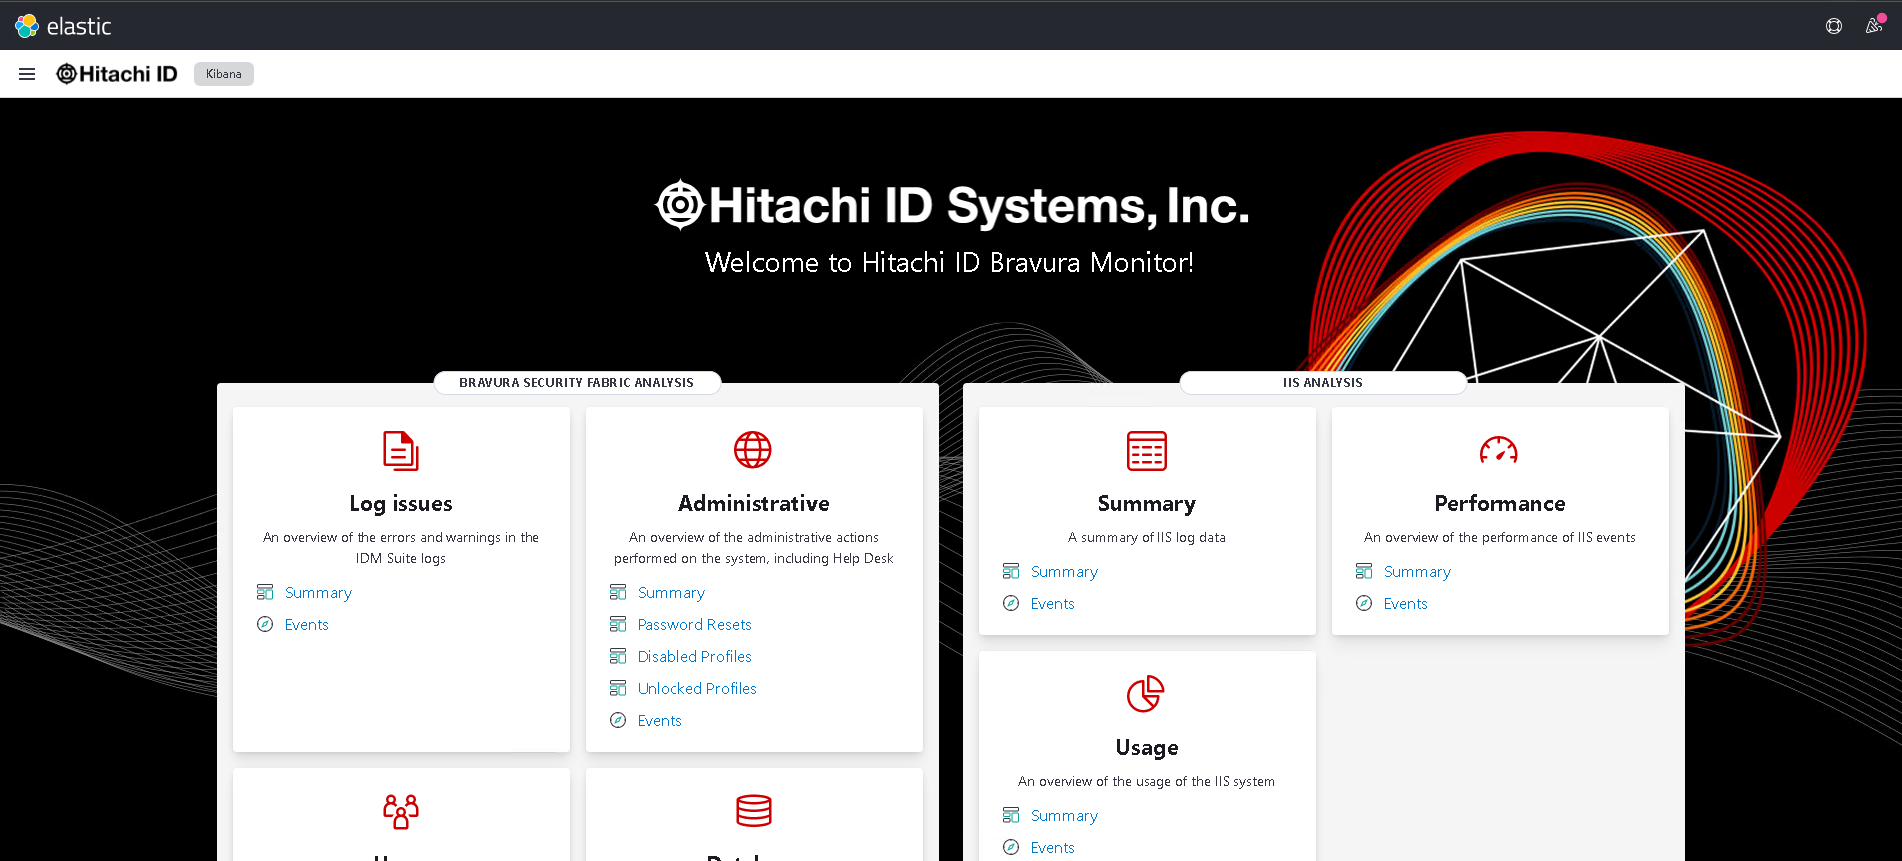 elastic
Hitachi ID Kibana
Hitachi ID Systems, Inc.
Welcome to Hitachi ID Bravura Monitor!
BRAVURA SECURITY FABRIC ANALYSIS
Log issues
An overview of the errors and warnings in the
IDM Suite logs
Summary
Events
Administrative
An overview of the administrative actions
performed on the system, including Help Desk
Summary
Password Resets
Disabled Profiles
Unlocked Profiles
Events
IIS ANALYSIS
Summary
A summary of IIS log data
Summary
Events
Performance
An overview of the performance of IIS events
Summary
Events
Usage
An overview of the usage of the IIS system
Summary
Events